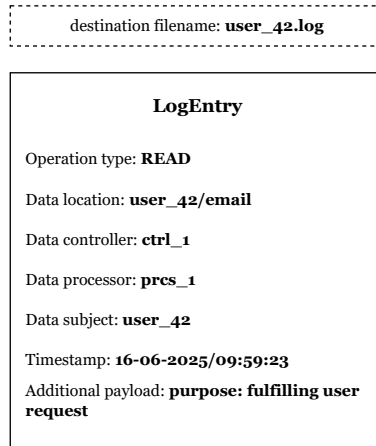 destination filename: user_42.log
LogEntry
Operation type: READ
Data location: user_42/email
Data controller: ctrl_1
Data processor: prcs_1
Data subject: user_42
Timestamp: 16-06-2025/09:59:23
Additional payload: purpose: fulfilling user
request